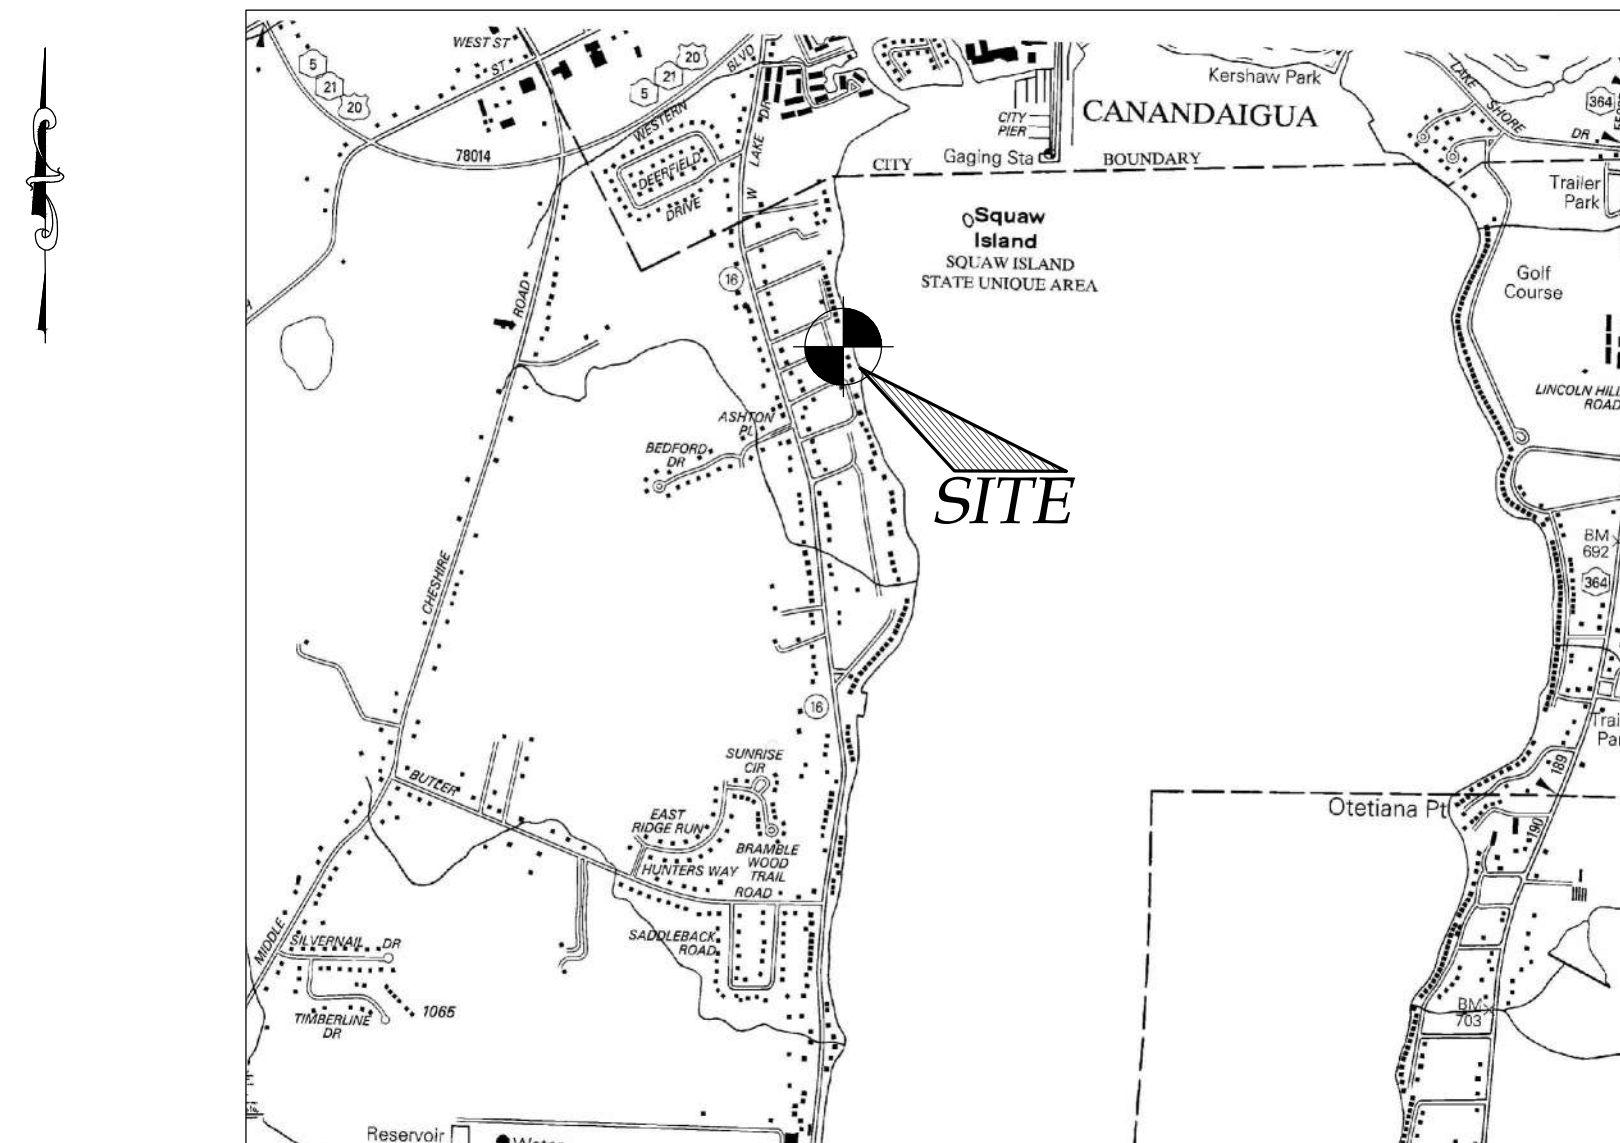 WEST ST
ST
5
21
20
5
21
20
BLVD
WESTERN
78014
DEERFIELD
DRIVE
LAKE
DR
W
Kershaw Park
CANANDAIGUA
CITY
PIER
Gaging Sta
CITY
BOUNDARY
LAKE
SHORE
DR
364
Trailer
Park
Squaw
Island
SQUAW ISLAND
STATE UNIQUE AREA
16
ROAD
Golf
Course
LINCOLN HILL
ROAD
ASHTON
PL
BEDFORD
DR
SITE
BM
692
364
CHESHIRE
16
BUTLER
SUNRISE
CIR
EAST
RIDGE RUN
BRAMBLE
WOOD
TRAIL
HUNTERS WAY
ROAD
SADDLEBACK
ROAD
189
Otetiana Pt
190
MIDDLE
SILVERNAIL
DR
TIMBERLINE
DR
1065
BM
703
Reservoir